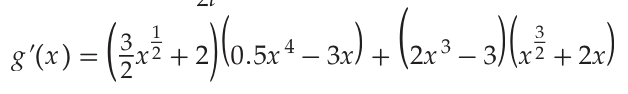 g′(x) = (3/2 x^{1/2} + 2)(0.5x^4 − 3x) + (2x^3 − 3)(x^{3/2} + 2x)